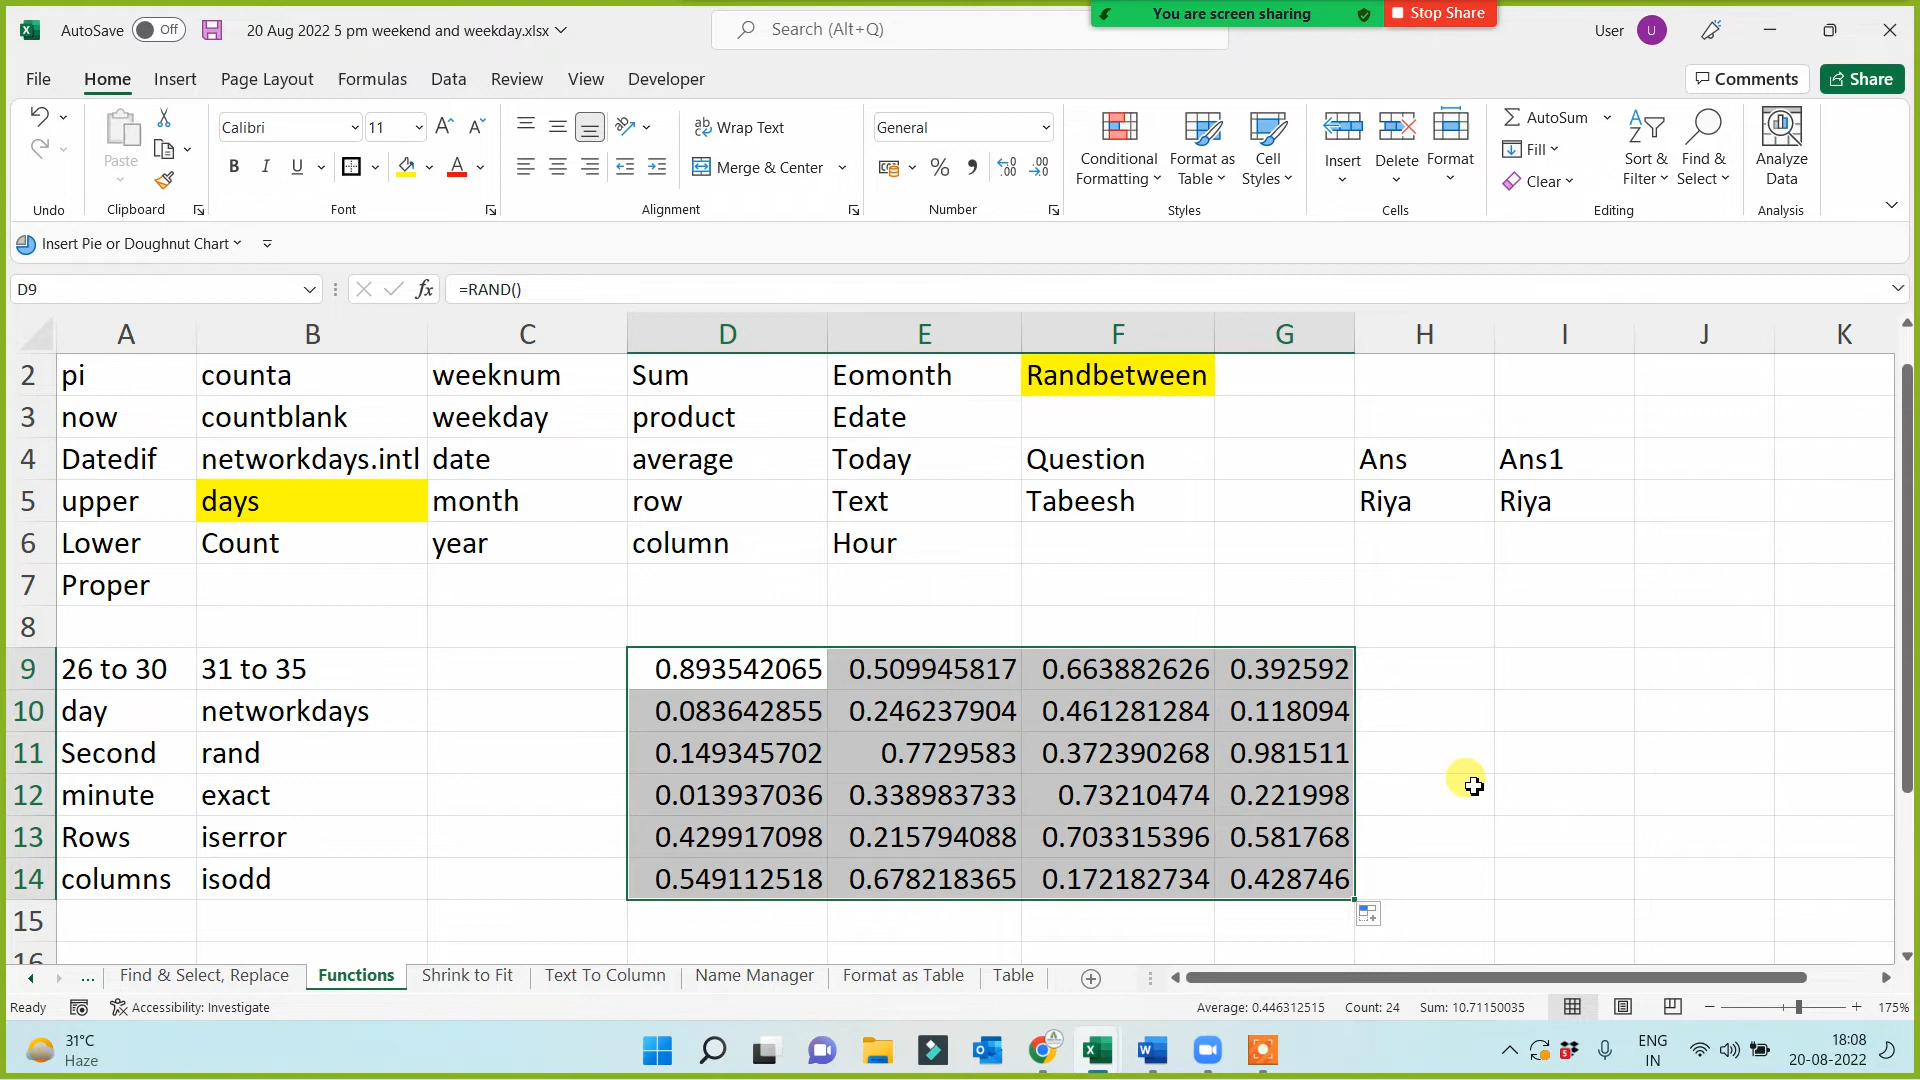 You are screen sharing Stop Share
AutoSave Off 20 Aug 2022 5 pm weekend and weekday.xlsx Search (Alt+Q) User U
File Home Insert Page Layout Formulas Data Review View Developer Comments Share
Calibri 11 Wrap Text General AutoSum
Paste B I U Merge & Center Conditional Formatting Format as Table Cell Styles Insert Delete Format Fill Clear Sort & Filter Find & Select Analyze Data
Undo Clipboard Font Alignment Number Styles Cells Editing Analysis
Insert Pie or Doughnut Chart
D9 fx =RAND()
A B C D E F G H I J K
2 pi counta weeknum Sum Eomonth Randbetween
3 now countblank weekday product Edate
4 Datedif networkdays.intl date average Today Question Ans Ans1
5 upper days month row Text Tabeesh Riya Riya
6 Lower Count year column Hour
7 Proper
8
9 26 to 30 31 to 35 0.893542065 0.509945817 0.663882626 0.392592
10 day networkdays 0.083642855 0.246237904 0.461281284 0.118094
11 Second rand 0.149345702 0.7729583 0.372390268 0.981511
12 minute exact 0.013937036 0.338983733 0.73210474 0.221998
13 Rows iserror 0.429917098 0.215794088 0.703315396 0.581768
14 columns isodd 0.549112518 0.678218365 0.172182734 0.428746
15
16
... Find & Select, Replace Functions Shrink to Fit Text To Column Name Manager Format as Table Table
Ready Accessibility: Investigate Average: 0.446312515 Count: 24 Sum: 10.71150035 175%
31°C ENG 18:08
Haze IN 20-08-2022